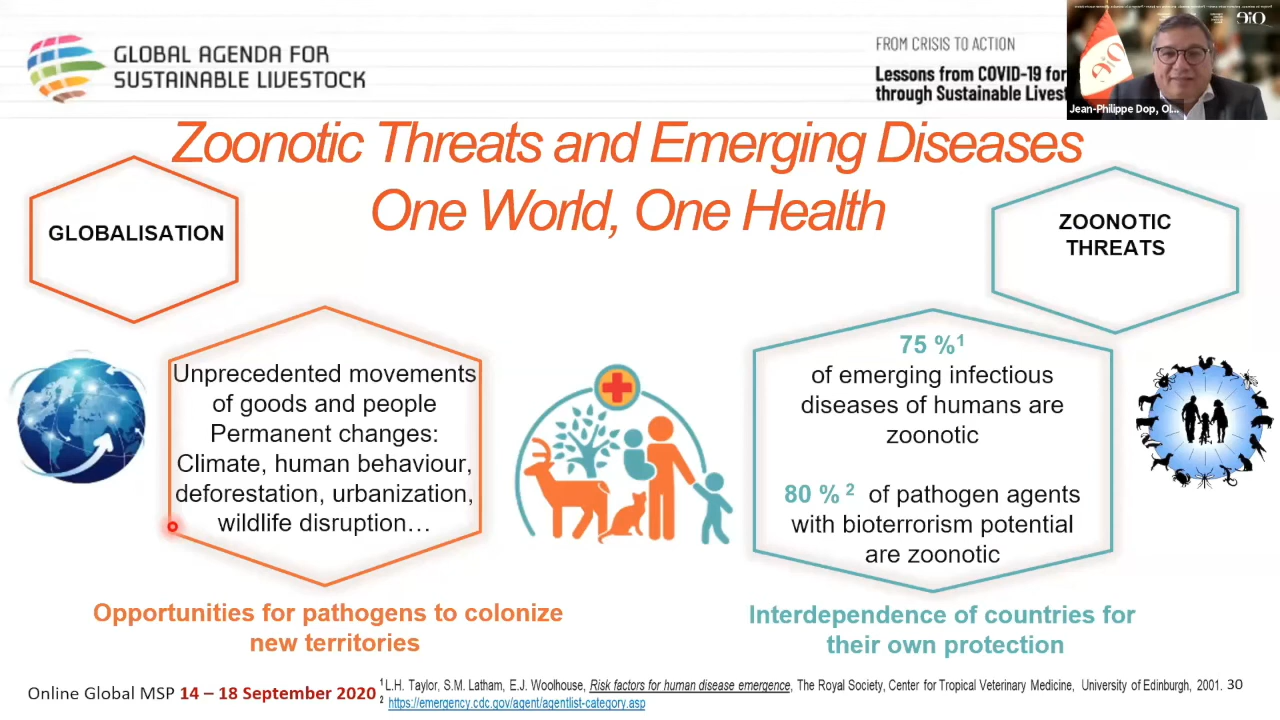 GLOBAL AGENDA FOR
SUSTAINABLE LIVESTOCK
FROM CRISIS TO ACTION
Lessons from COVID-19 for
through Sustainable Livest
Jean-Philippe Dop, OI...
Zoonotic Threats and Emerging Diseases
One World, One Health
GLOBALISATION
ZOONOTIC
THREATS
Unprecedented movements
of goods and people
Permanent changes:
Climate, human behaviour,
deforestation, urbanization,
wildlife disruption…
75 %¹
of emerging infectious
diseases of humans are
zoonotic
80 % ² of pathogen agents
with bioterrorism potential
are zoonotic
Opportunities for pathogens to colonize
new territories
Interdependence of countries for
their own protection
Online Global MSP 14 – 18 September 2020
¹ L.H. Taylor, S.M. Latham, E.J. Woolhouse, Risk factors for human disease emergence, The Royal Society, Center for Tropical Veterinary Medicine, University of Edinburgh, 2001. 30
² https://emergency.cdc.gov/agent/agentlist-category.asp